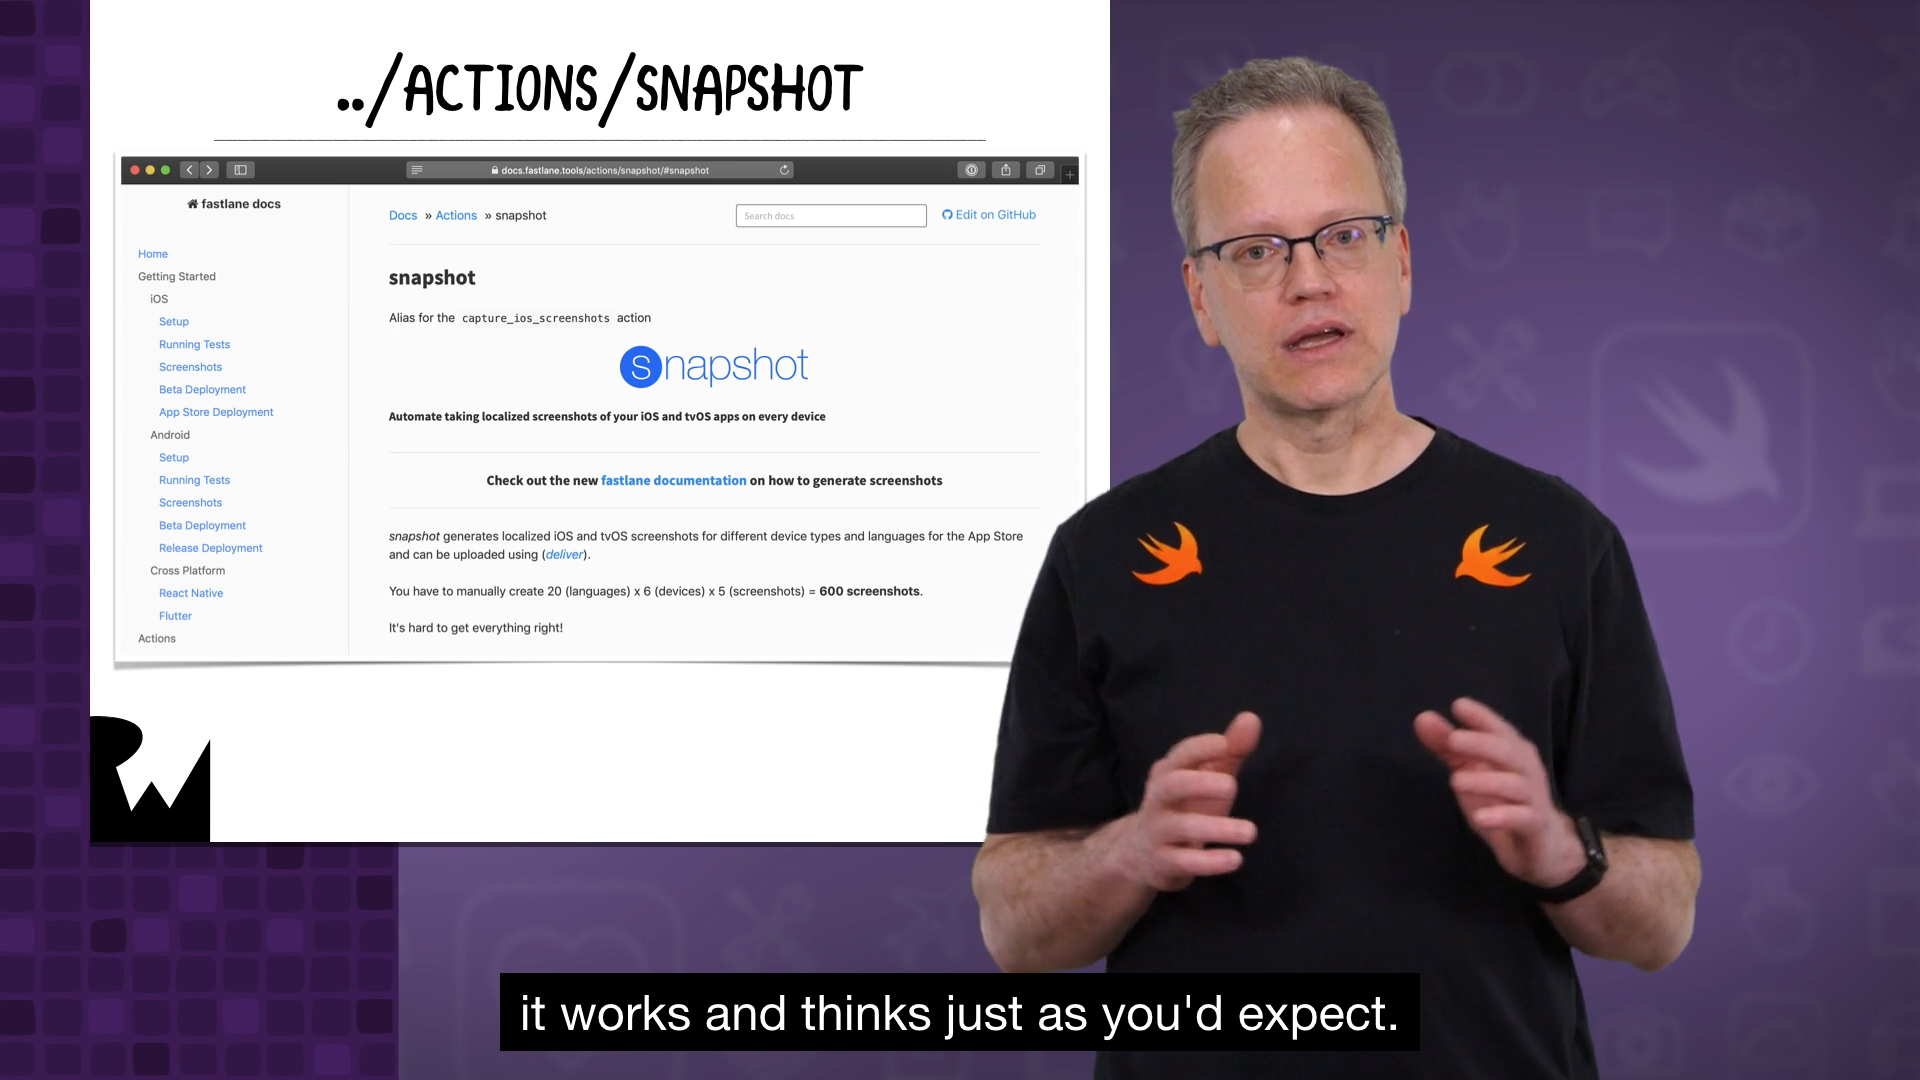 ../ACTIONS/SNAPSHOT
docs.fastlane.tools/actions/snapshot/#snapshot
fastlane docs
Docs » Actions » snapshot
Search docs
Edit on GitHub
Home
Getting Started
iOS
Setup
Running Tests
Screenshots
Beta Deployment
App Store Deployment
Android
Setup
Running Tests
Screenshots
Beta Deployment
Release Deployment
Cross Platform
React Native
Flutter
Actions
snapshot
Alias for the capture_ios_screenshots action
snapshot
Automate taking localized screenshots of your iOS and tvOS apps on every device
Check out the new fastlane documentation on how to generate screenshots
snapshot generates localized iOS and tvOS screenshots for different device types and languages for the App Store
and can be uploaded using (deliver).
You have to manually create 20 (languages) x 6 (devices) x 5 (screenshots) = 600 screenshots.
It's hard to get everything right!
RW
it works and thinks just as you'd expect.